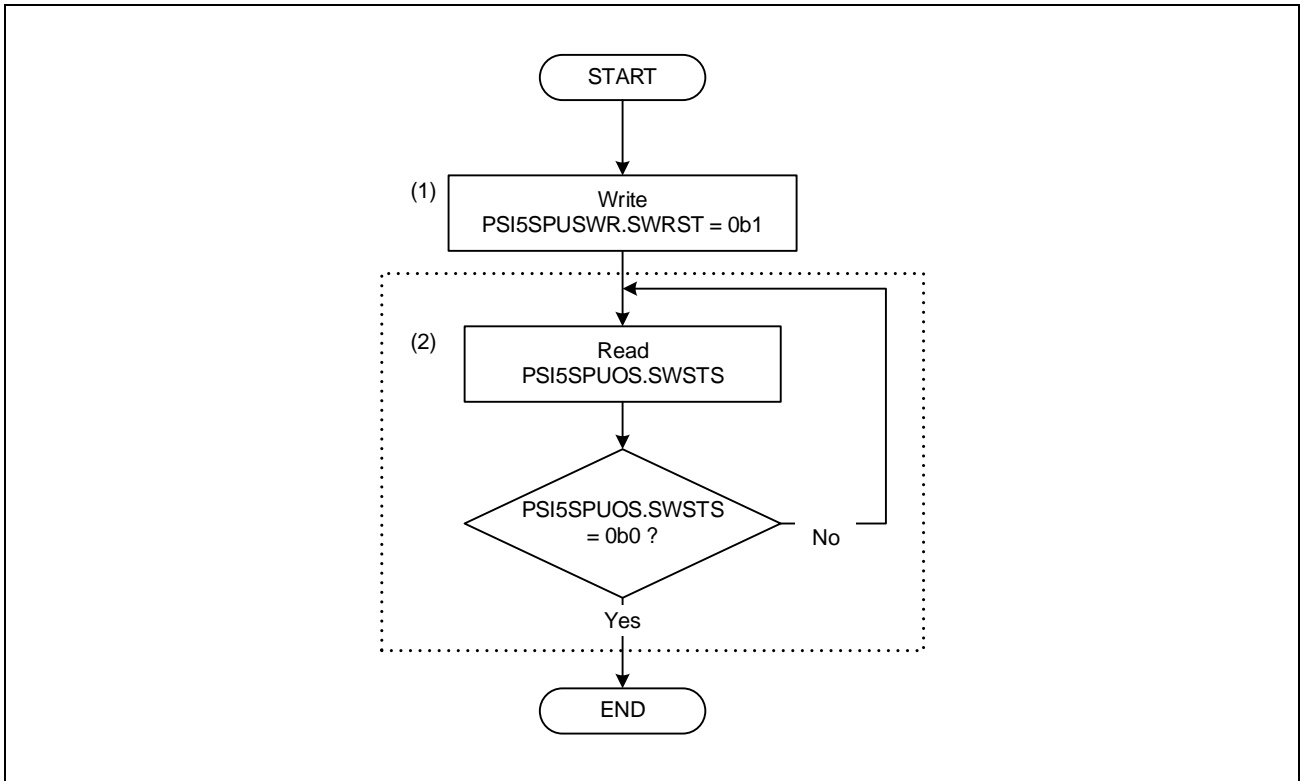 START
(1)
Write
PSI5SPUSWR.SWRST = 0b1
(2)
Read
PSI5SPUOS.SWSTS
PSI5SPUOS.SWSTS
= 0b0 ?
No
Yes
END